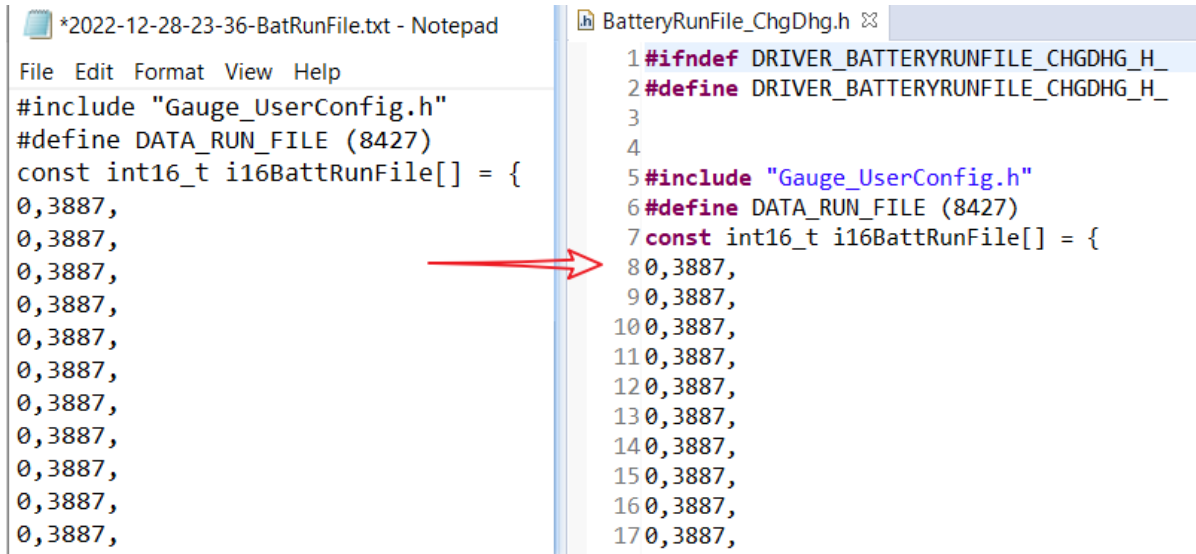 *2022-12-28-23-36-BatRunFile.txt - Notepad
File Edit Format View Help
#include "Gauge_UserConfig.h"
#define DATA_RUN_FILE (8427)
const int16_t i16BattRunFile[] = {
0,3887,
0,3887,
0,3887,
0,3887,
0,3887,
0,3887,
0,3887,
0,3887,
0,3887,
0,3887,
0,3887,
.h BatteryRunFile_ChgDhg.h
1 #ifndef DRIVER_BATTERYRUNFILE_CHGDHG_H_
2 #define DRIVER_BATTERYRUNFILE_CHGDHG_H_
3
4
5 #include "Gauge_UserConfig.h"
6 #define DATA_RUN_FILE (8427)
7 const int16_t i16BattRunFile[] = {
8 0,3887,
9 0,3887,
10 0,3887,
11 0,3887,
12 0,3887,
13 0,3887,
14 0,3887,
15 0,3887,
16 0,3887,
17 0,3887,